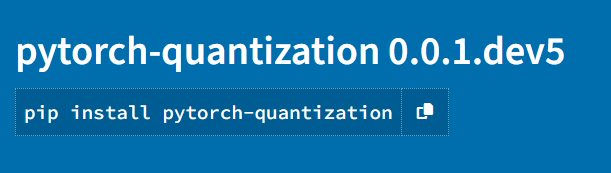 pytorch-quantization 0.0.1.dev5
pip install pytorch-quantization